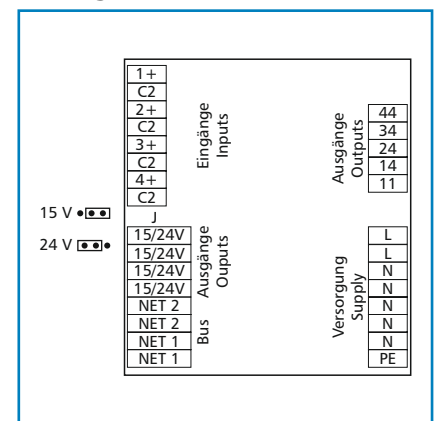 1+
C2
2+
C2
3+
C2
4+
C2
Eingänge
Inputs
J
15 V
24 V
15/24V
15/24V
15/24V
15/24V
Ausgänge
Ouputs
NET 2
NET 2
NET 1
NET 1
Bus
Ausgänge
Outputs
44
34
24
14
11
Versorgung
Supply
L
L
N
N
N
N
PE